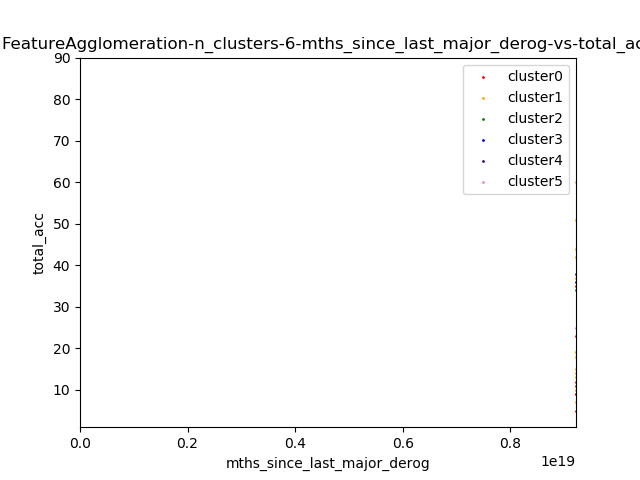 FeatureAgglomeration-n_clusters-6-mths_since_last_major_derog-vs-total_ac
90
80
70
60
50
40
30
20
10
total_acc
cluster0
cluster1
cluster2
cluster3
cluster4
cluster5
0.0 0.2 0.4 0.6 0.8
1e19
mths_since_last_major_derog